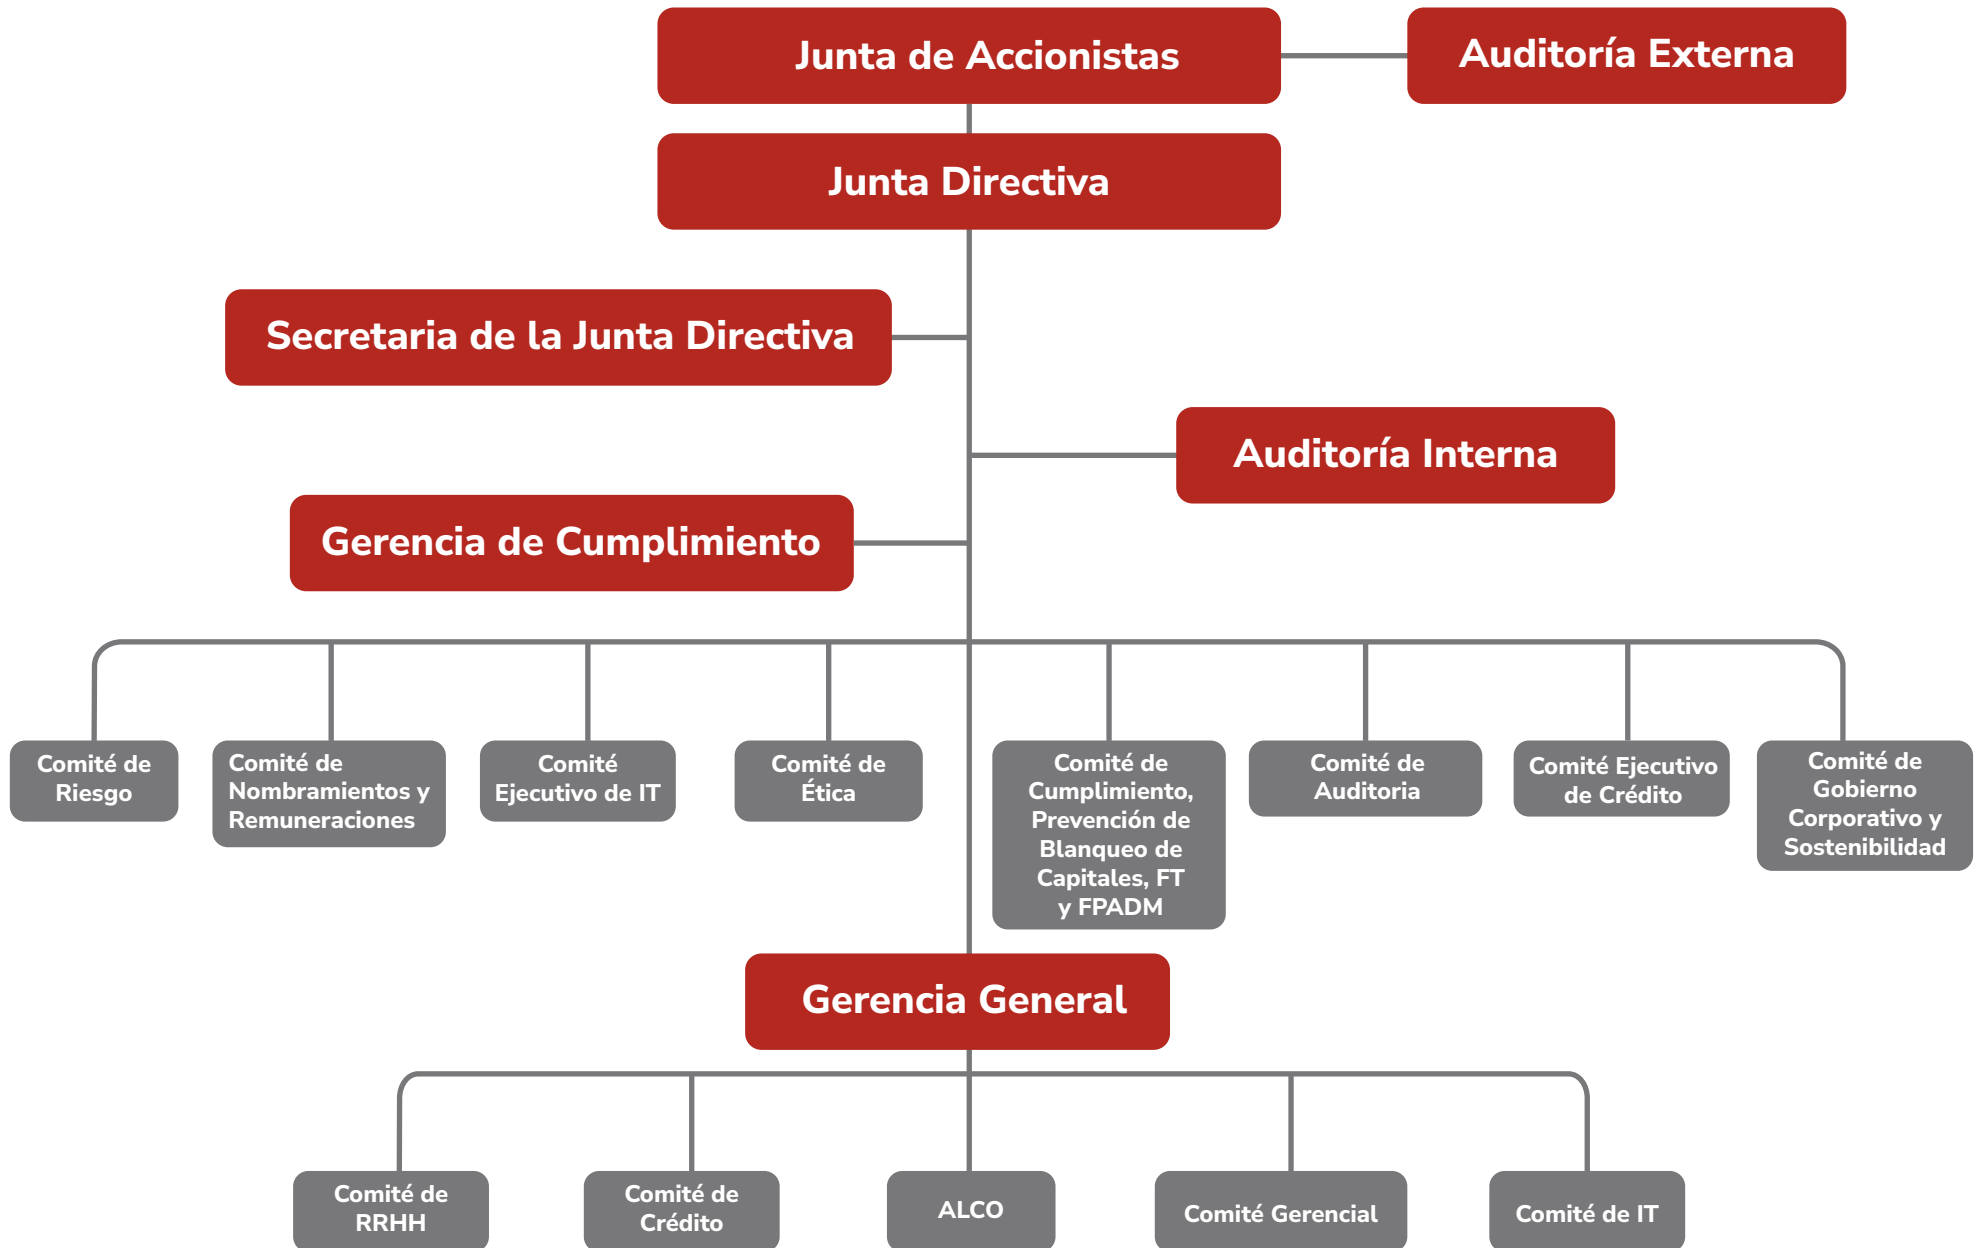 Junta de Accionistas
Auditoría Externa
Junta Directiva
Secretaria de la Junta Directiva
Auditoría Interna
Gerencia de Cumplimiento
Comité de
Riesgo
Comité de
Nombramientos y
Remuneraciones
Comité
Ejecutivo de IT
Comité de
Ética
Comité de
Cumplimiento,
Prevención de
Blanqueo de
Capitales, FT
y FPADM
Comité de
Auditoria
Comité Ejecutivo
de Crédito
Comité de
Gobierno
Corporativo y
Sostenibilidad
Gerencia General
Comité de
RRHH
Comité de
Crédito
ALCO
Comité Gerencial
Comité de IT